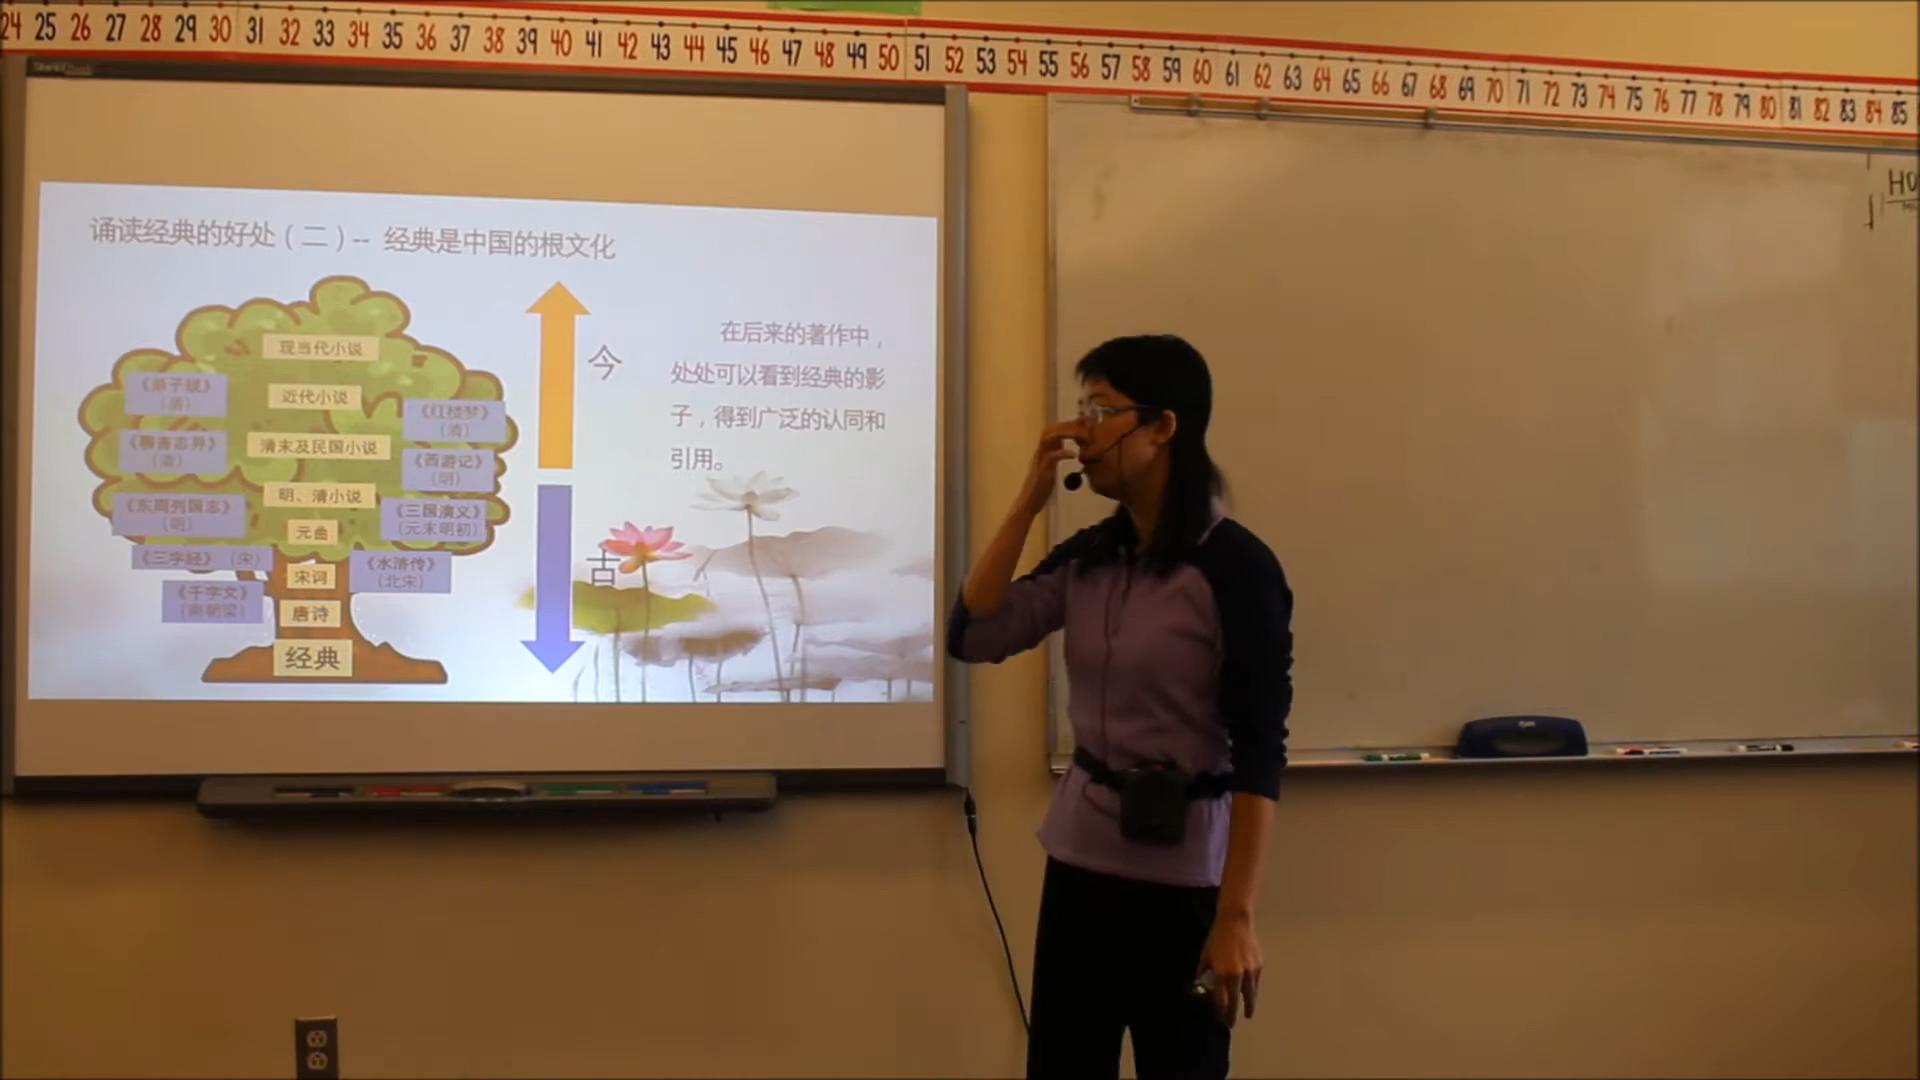 24 25 26 27 28 29 30 31 32 33 34 35 36 37 38 39 40 41 42 43 44 45 46 47 48 49 50 51 52 53 54 55 56 57 58 59 60 61 62 63 64 65 66 67 68 69 70 71 72 73 74 75 76 77 78 79 80 81 82 83 84 85
诵读经典的好处（二）-- 经典是中国的根文化
现当代小说
近代小说
清末及民国小说
明、清小说
元曲
宋词
唐诗
经典
《弟子规》
（清）
《聊斋志异》
（清）
《东周列国志》
（明）
《三字经》（宋）
《千字文》
（南朝梁）
《红楼梦》
（清）
《西游记》
（明）
《三国演义》
（元末明初）
《水浒传》
（北宋）
今
古
在后来的著作中，
处处可以看到经典的影
子，得到广泛的认同和
引用。
HO